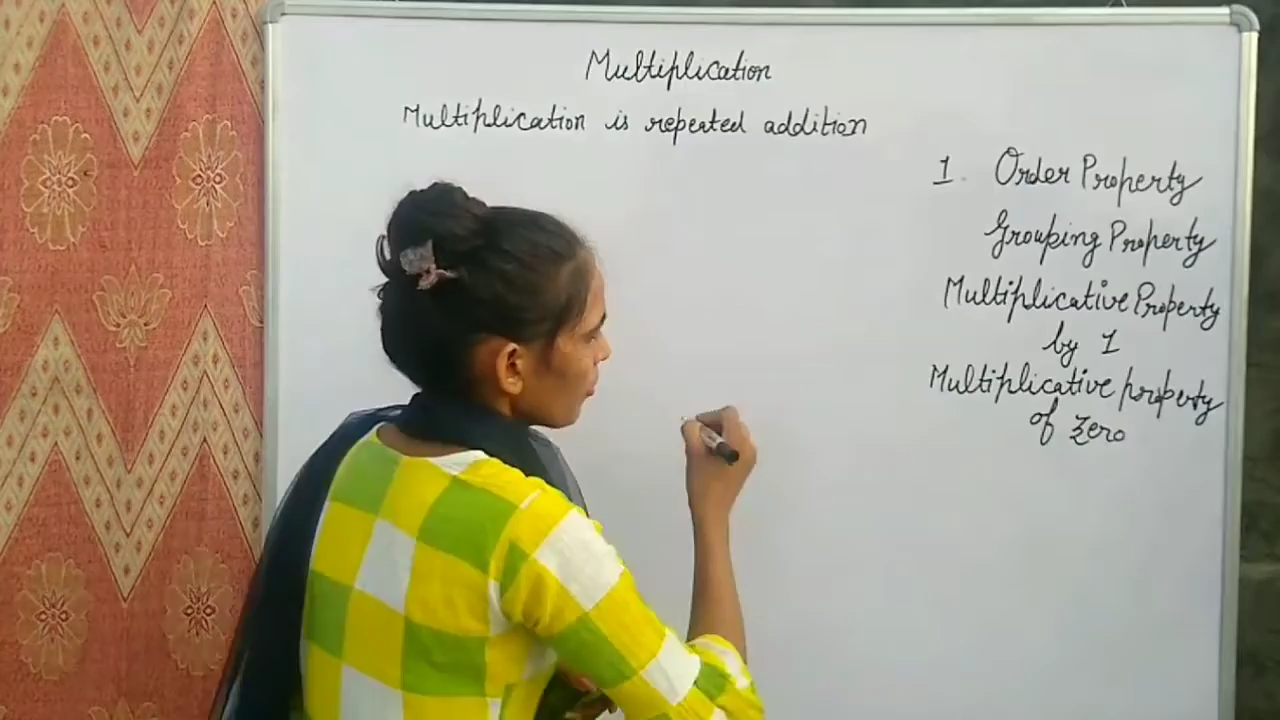 Multiplication
Multiplication is repeated addition
1. Order Property
Grouping Property
Multiplicative Property
by 1
Multiplicative property
of zero